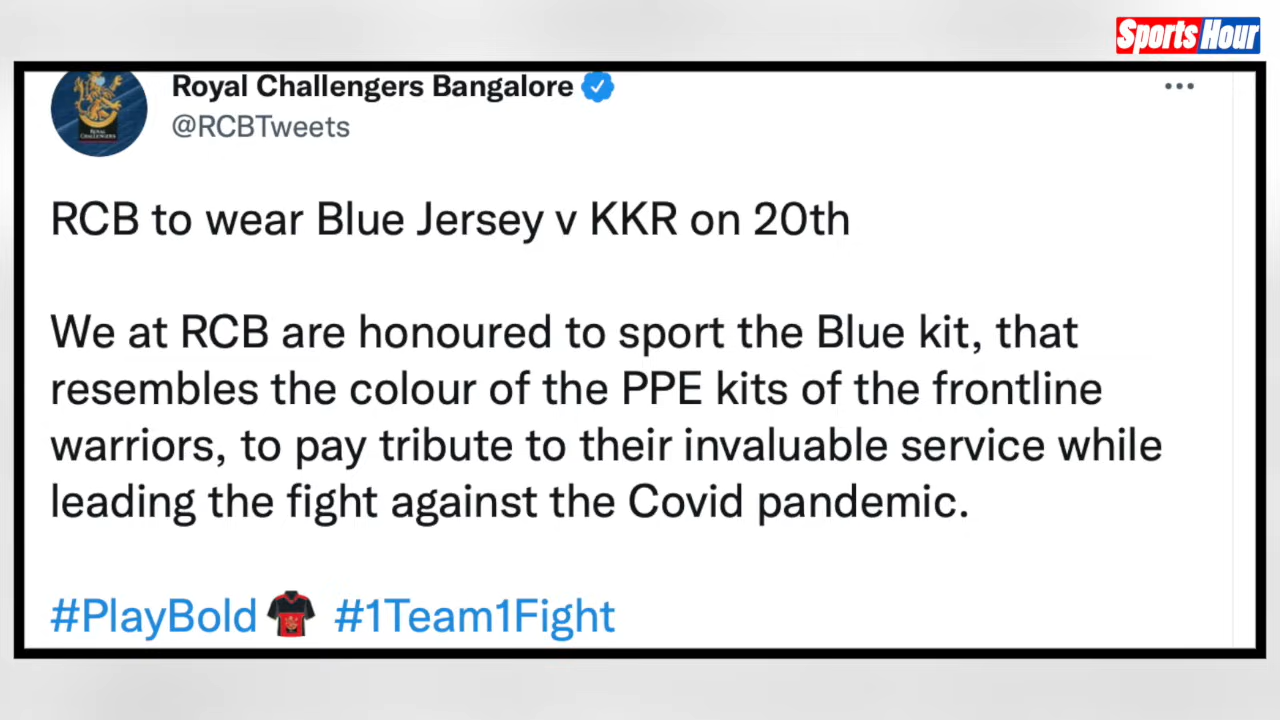 Sports Hour
Royal Challengers Bangalore
@RCBTweets
RCB to wear Blue Jersey v KKR on 20th
We at RCB are honoured to sport the Blue kit, that
resembles the colour of the PPE kits of the frontline
warriors, to pay tribute to their invaluable service while
leading the fight against the Covid pandemic.
#PlayBold #1Team1Fight